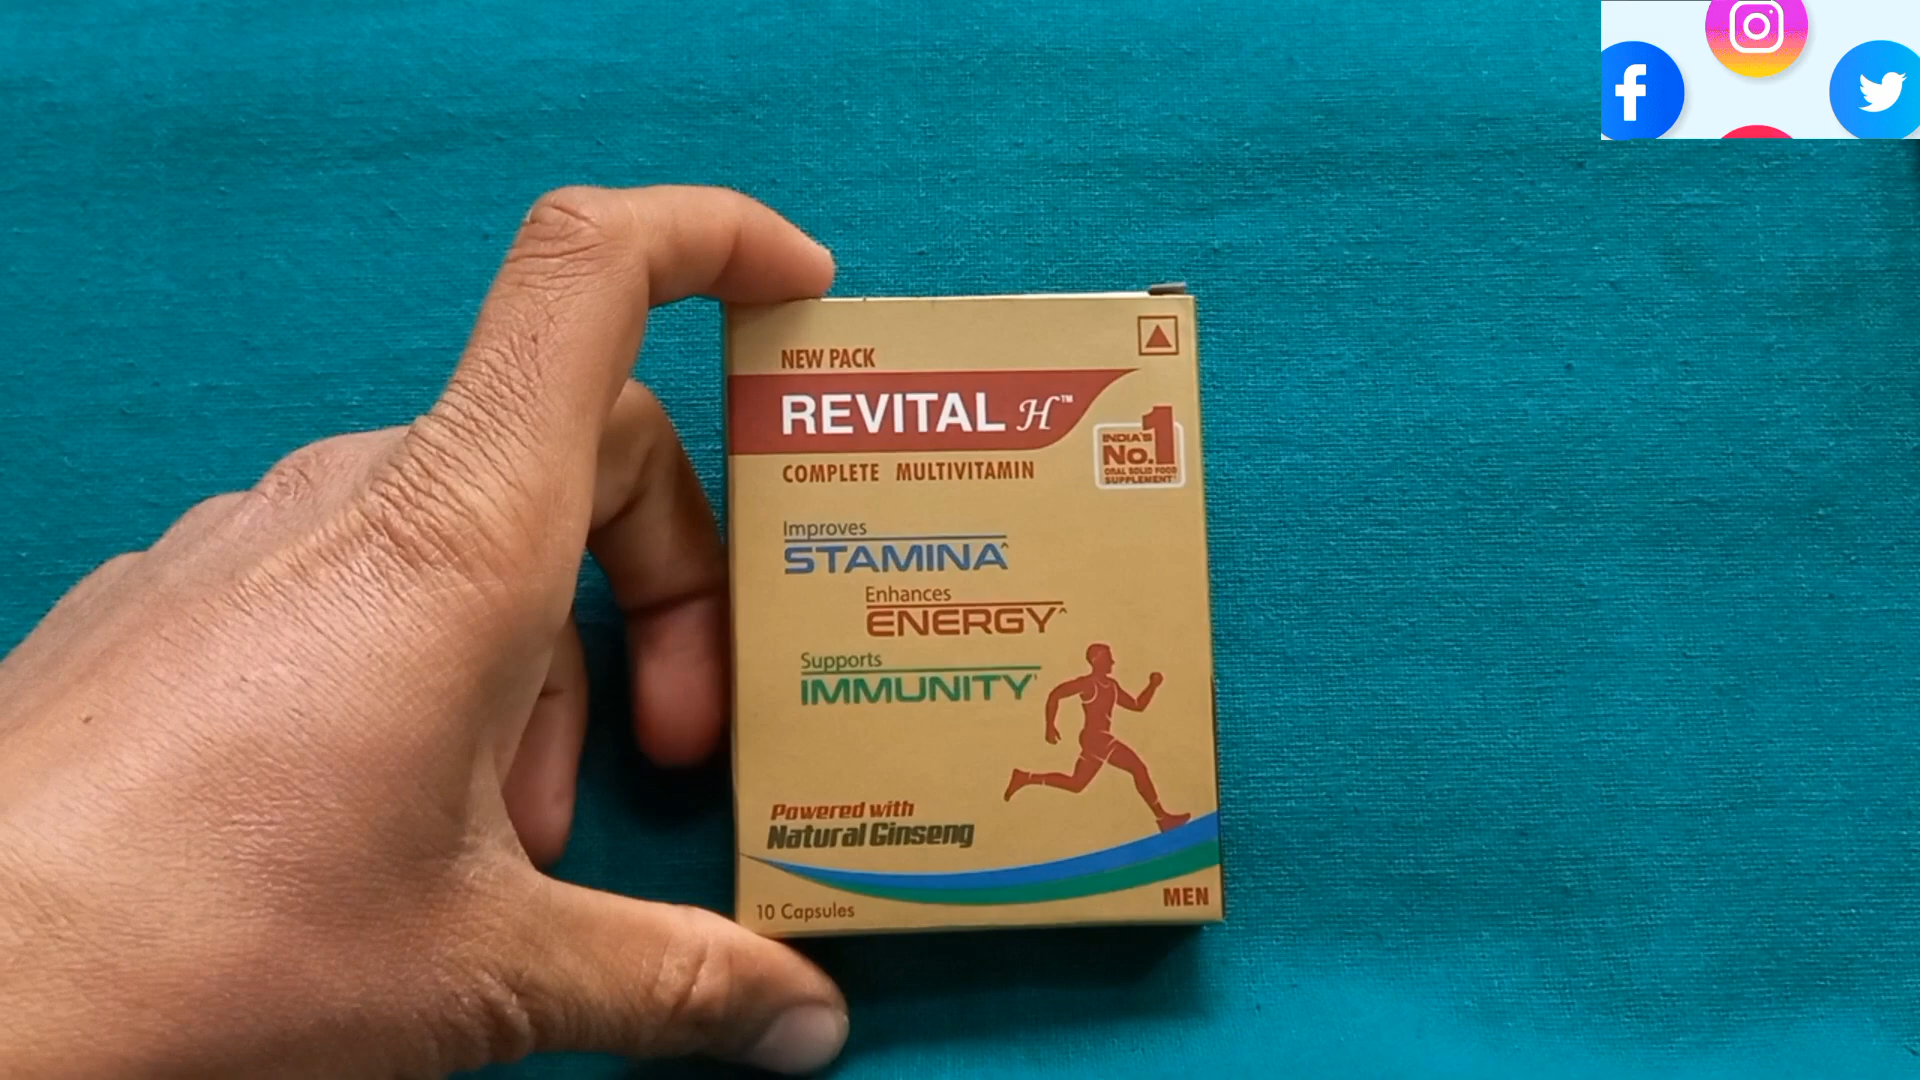 NEW PACK
REVITAL H™
COMPLETE MULTIVITAMIN
INDIA'S
No.1
ORAL SOLID FOOD
SUPPLEMENT
Improves
STAMINA^
Enhances
ENERGY^
Supports
IMMUNITY
Powered with
Natural Ginseng
10 Capsules
MEN